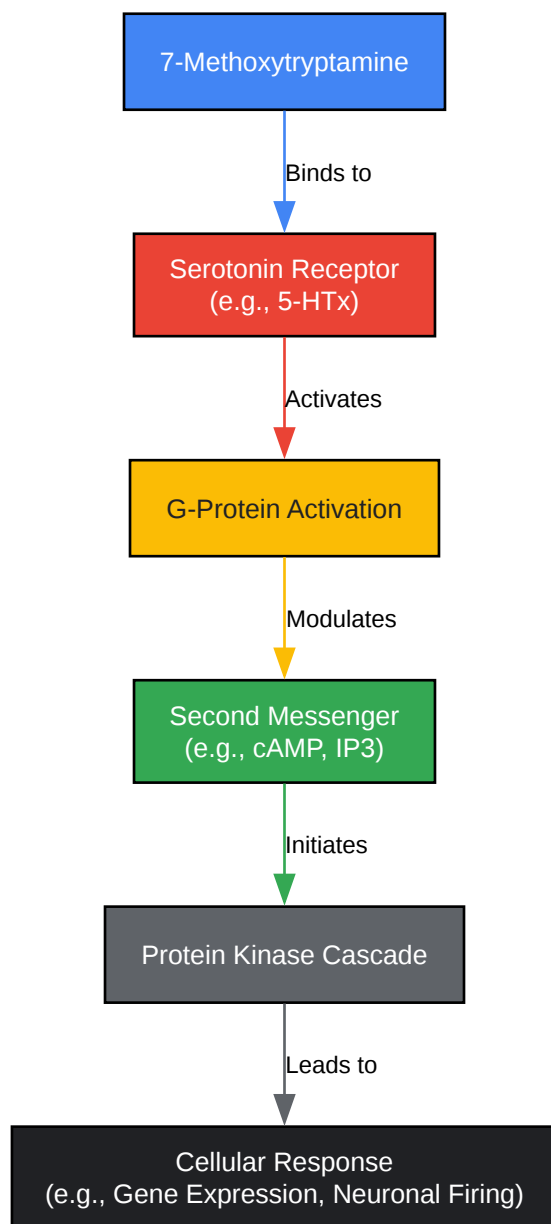 7-Methoxytryptamine
Binds to
Serotonin Receptor
(e.g., 5-HTx)
Activates
G-Protein Activation
Modulates
Second Messenger
(e.g., cAMP, IP3)
Initiates
Protein Kinase Cascade
Leads to
Cellular Response
(e.g., Gene Expression, Neuronal Firing)